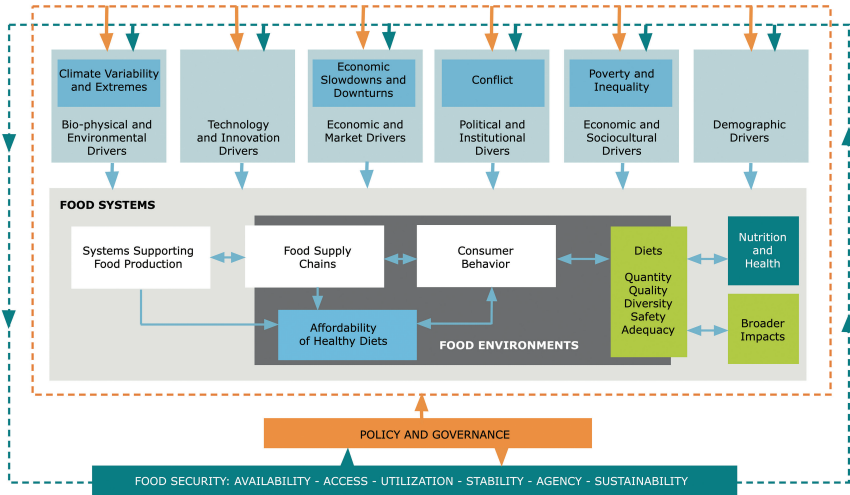 Climate Variability
and Extremes
Bio-physical and
Environmental
Drivers
Technology
and Innovation
Drivers
Economic
Slowdowns and
Downturns
Economic and
Market Drivers
Conflict
Political and
Institutional
Divers
Poverty and
Inequality
Economic and
Sociocultural
Drivers
Demographic
Drivers
FOOD SYSTEMS
Systems Supporting
Food Production
Food Supply
Chains
Consumer
Behavior
Affordability
of Healthy Diets
FOOD ENVIRONMENTS
Diets
Quantity
Quality
Diversity
Safety
Adequacy
Nutrition
and
Health
Broader
Impacts
POLICY AND GOVERNANCE
FOOD SECURITY: AVAILABILITY - ACCESS - UTILIZATION - STABILITY - AGENCY - SUSTAINABILITY